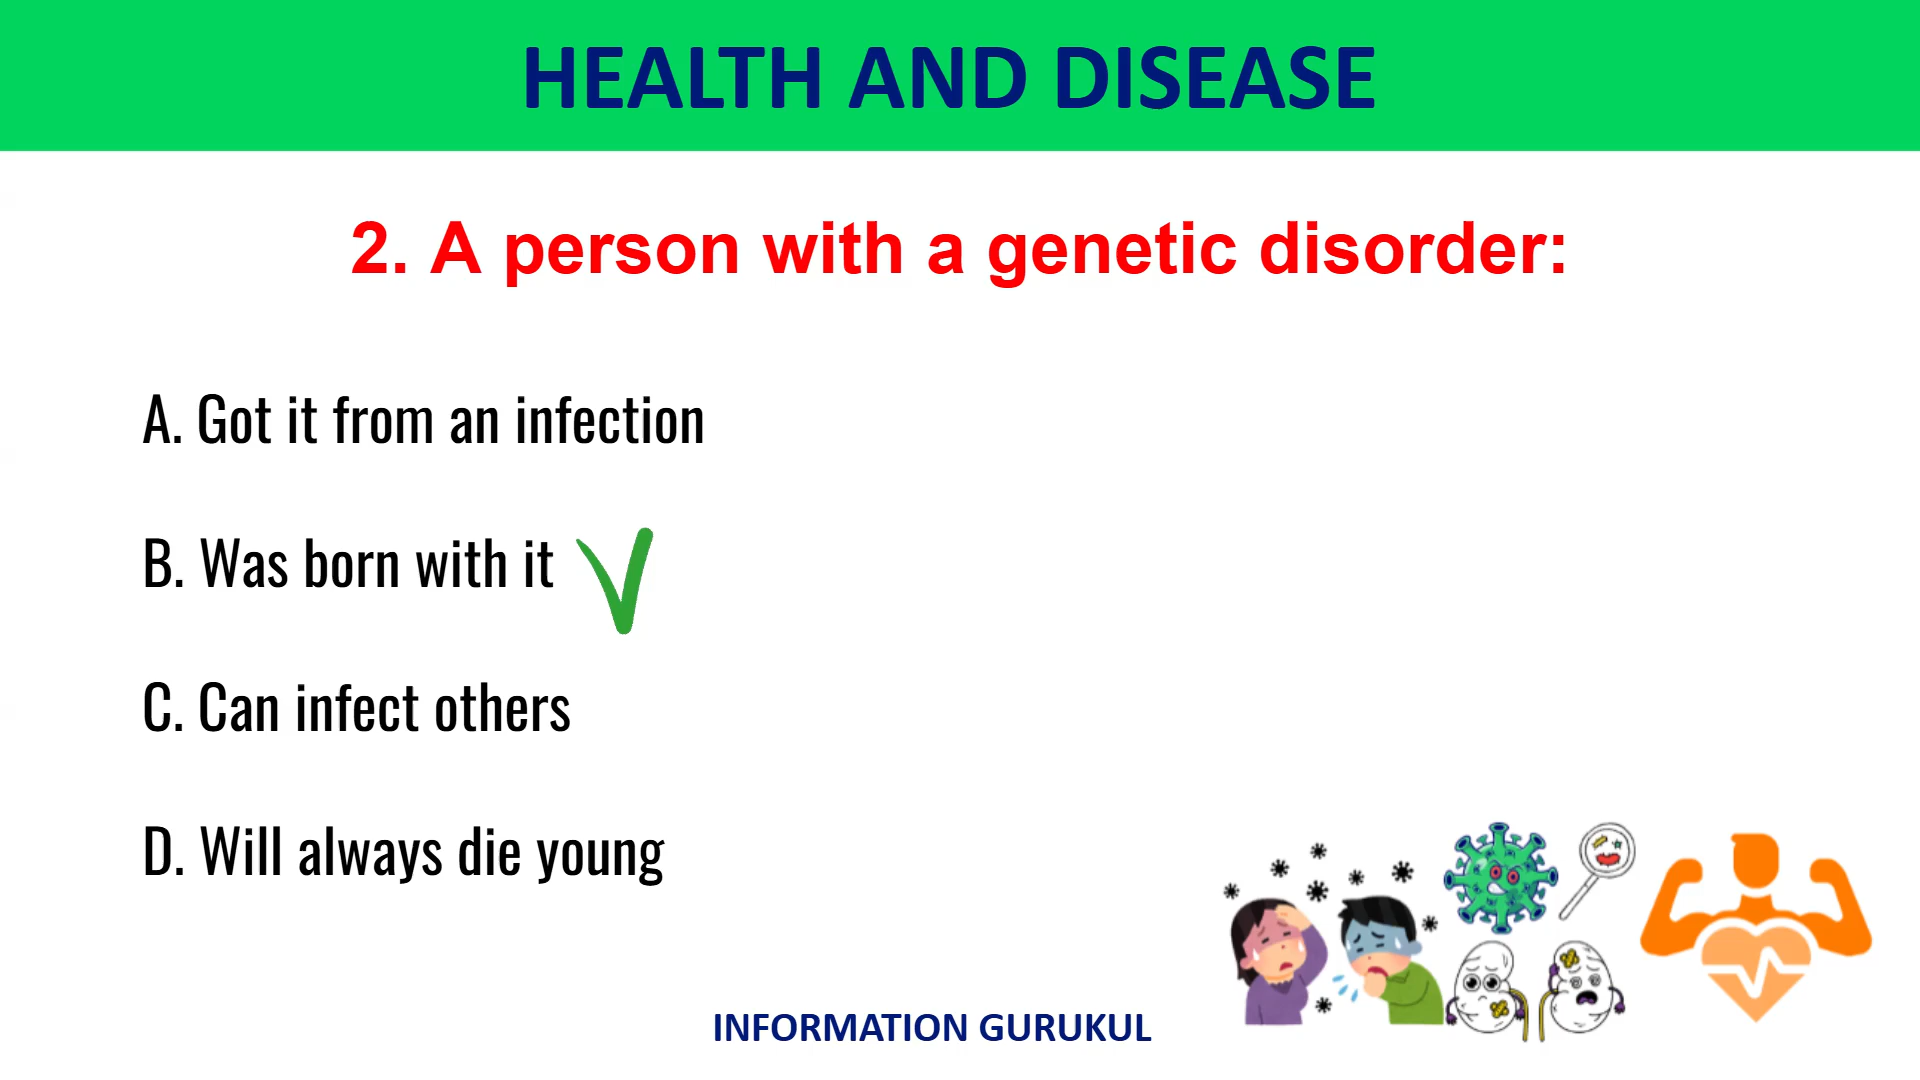 HEALTH AND DISEASE
2. A person with a genetic disorder:
A. Got it from an infection
B. Was born with it
C. Can infect others
D. Will always die young
INFORMATION GURUKUL